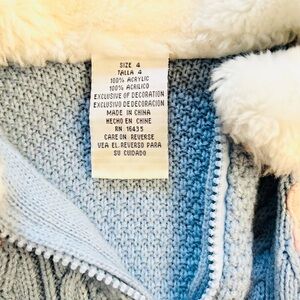 SIZE 4
TALLA 4
100% ACRYLIC
100% ACRILICO
EXCLUSIVE OF DECORATION
EXCLUSIVO DE DECORACION
MADE IN CHINA
HECHO EN CHINE
RN 16435
CARE ON REVERSE
VEA EL REVERSO PARA
SU CUIDADO